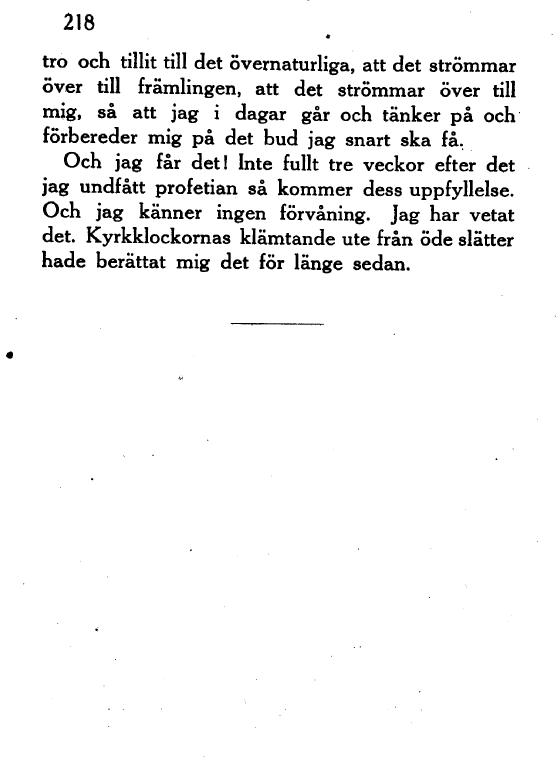 218
tro och tillit till det övernaturliga, att det strömmar
över till främlingen, att det strömmar över till
mig, så att jag i dagar går och tänker på och
förbereder mig på det bud jag snart ska få.
Och jag får det! Inte fullt tre veckor efter det
jag undfått profetian så kommer dess uppfyllelse.
Och jag känner ingen förvåning. Jag har vetat
det. Kyrkklockornas klämtande ute från öde slätter
hade berättat mig det för länge sedan.